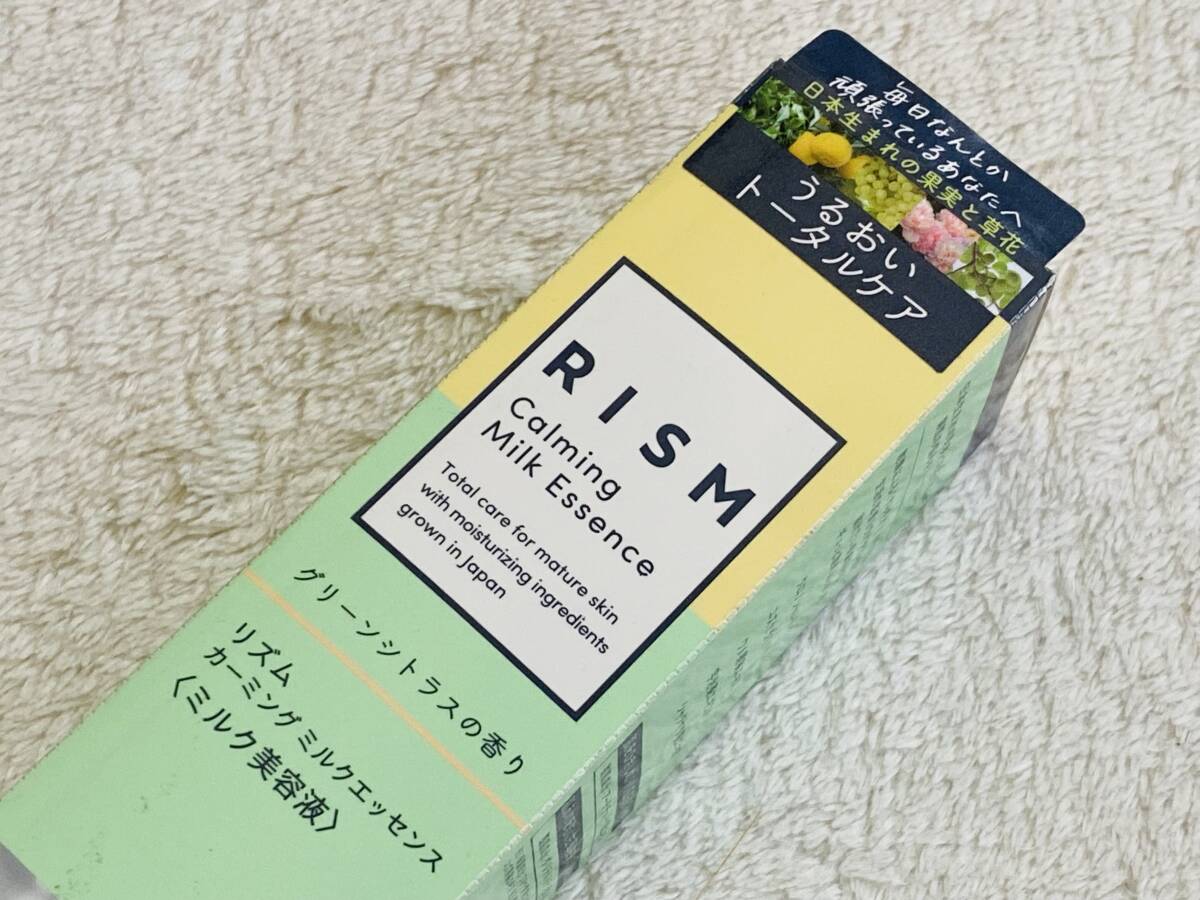 毎日なんとか
頑張っているあなたへ
日本生まれの果実と草花
うるおい
トータルケア
RISM
Calming
Milk Essence
Total care for mature skin
with moisturizing ingredients
grown in Japan
グリーンシトラスの香り
リズム
カーミング ミルクエッセンス
〈ミルク美容液〉